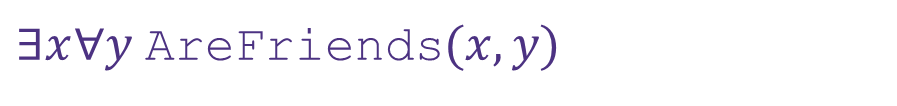 ∃x∀y AreFriends(x, y)